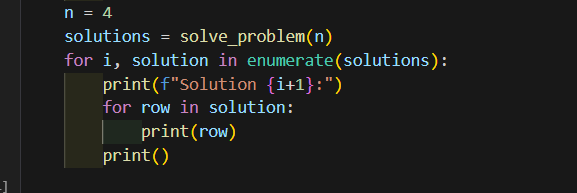 n = 4
solutions = solve_problem(n)
for i, solution in enumerate(solutions):
    print(f"Solution {i+1}:")
    for row in solution:
        print(row)
    print()
]